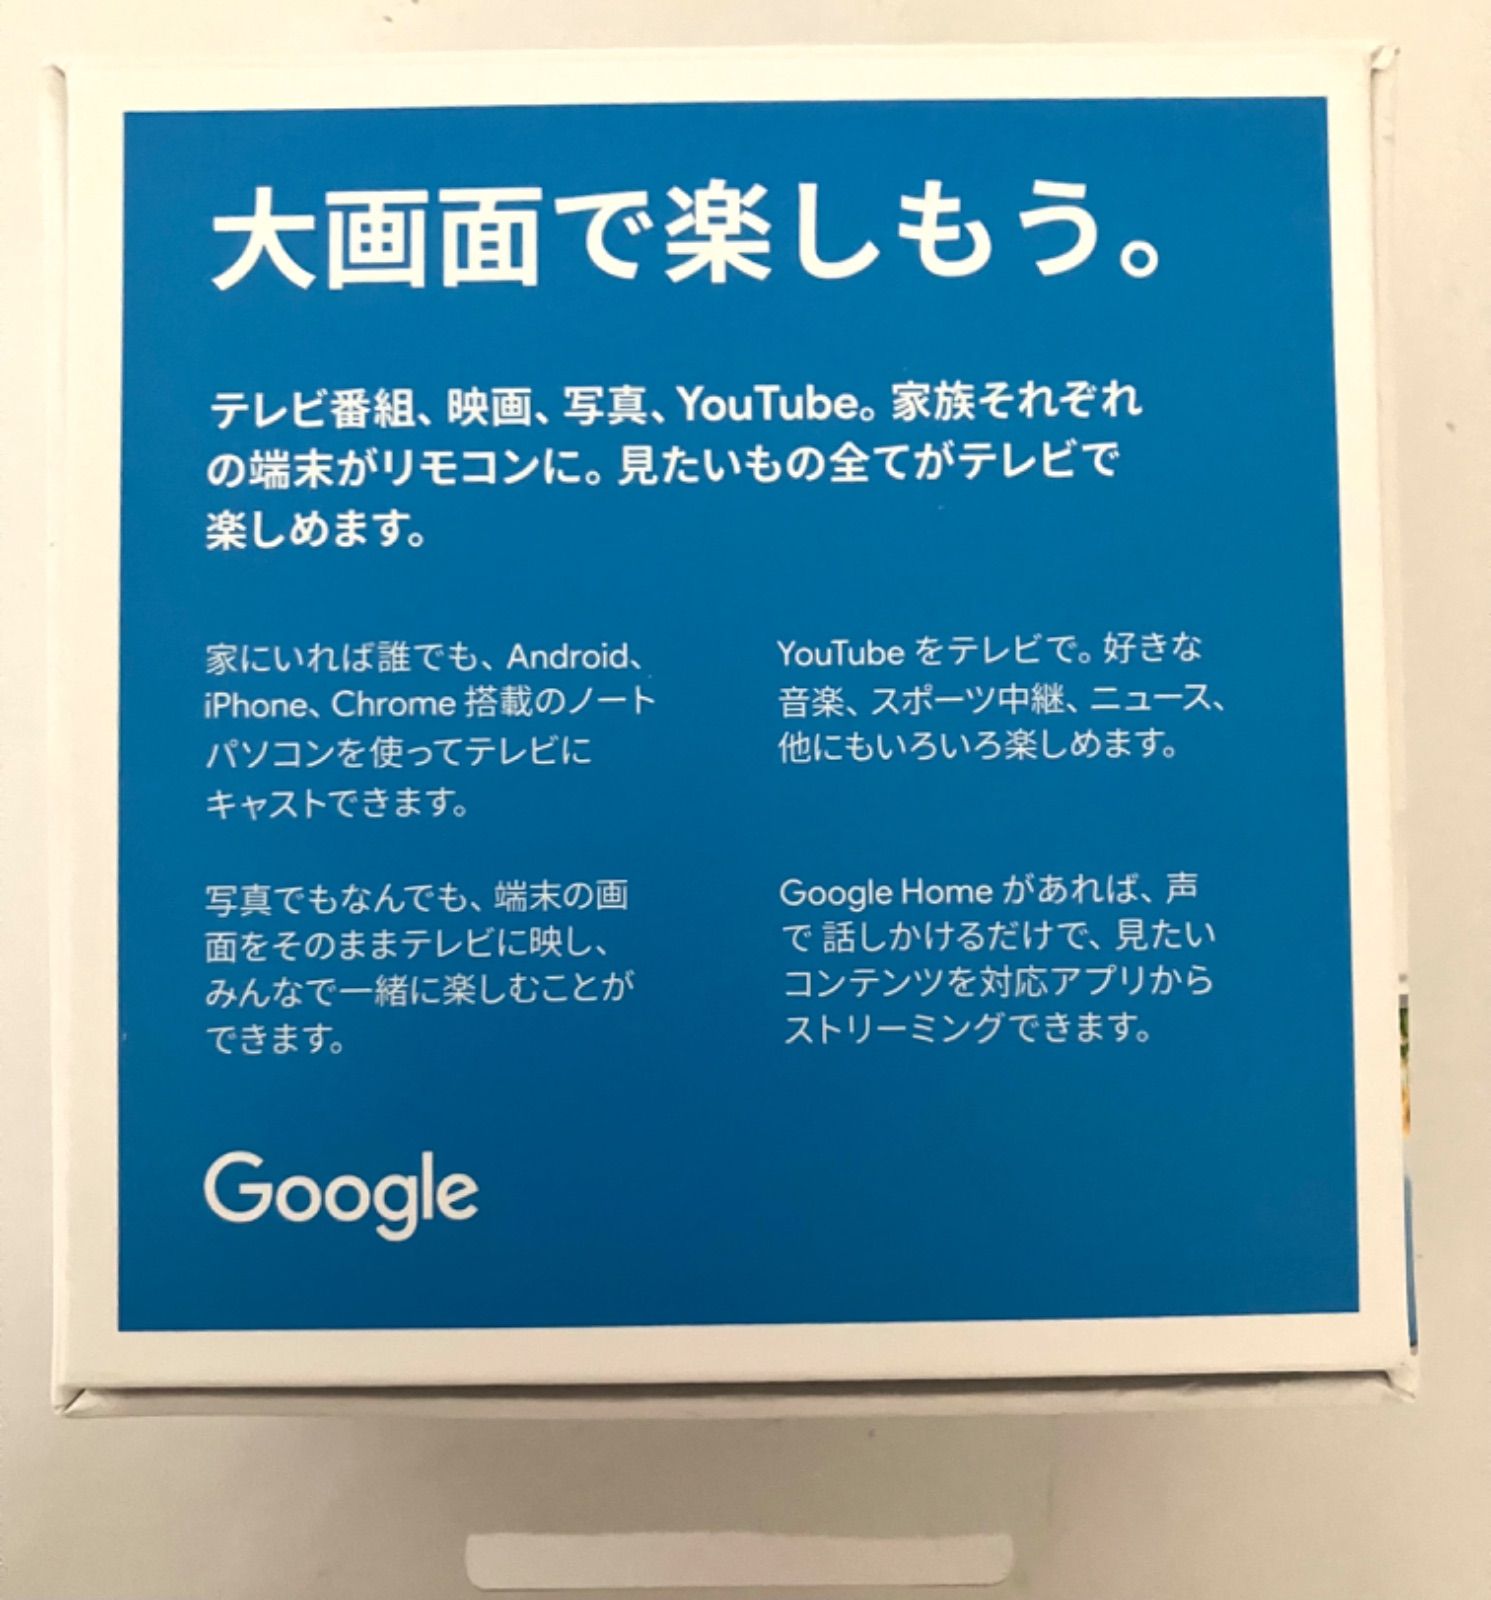 大画面で楽しもう。
テレビ番組、映画、写真、YouTube。家族それぞれ
の端末がリモコンに。見たいもの全てがテレビで
楽しめます。
家にいれば誰でも、Android、
iPhone、Chrome 搭載のノート
パソコンを使ってテレビに
キャストできます。
YouTube をテレビで。好きな
音楽、スポーツ中継、ニュース、
他にもいろいろ楽しめます。
写真でもなんでも、端末の画
面をそのままテレビに映し、
みんなで一緒に楽しむことが
できます。
Google Home があれば、声
で 話しかけるだけで、見たい
コンテンツを対応アプリから
ストリーミングできます。
Google